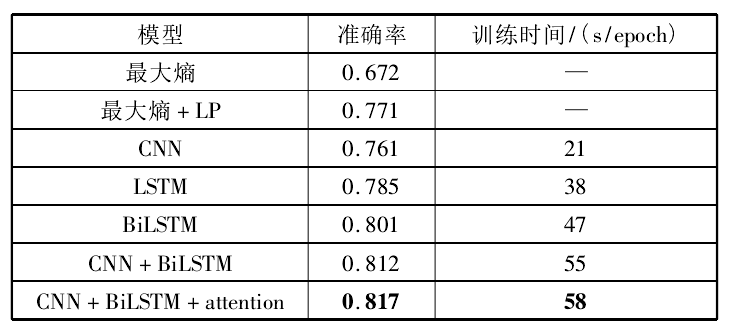 模型 准确率 训练时间/(s/epoch)
最大熵 0.672 —
最大熵+LP 0.771 —
CNN 0.761 21
LSTM 0.785 38
BiLSTM 0.801 47
CNN+BiLSTM 0.812 55
CNN+BiLSTM+attention 0.817 58